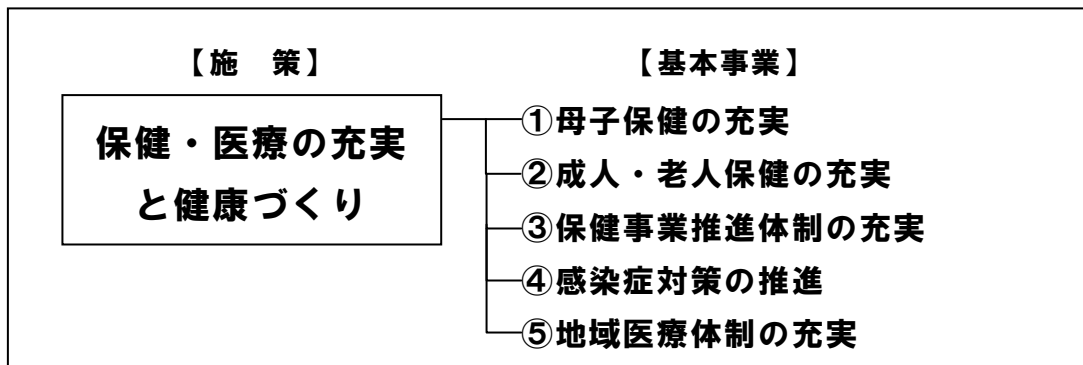 【施　策】
【基本事業】
保健・医療の充実
と健康づくり
①母子保健の充実
②成人・老人保健の充実
③保健事業推進体制の充実
④感染症対策の推進
⑤地域医療体制の充実